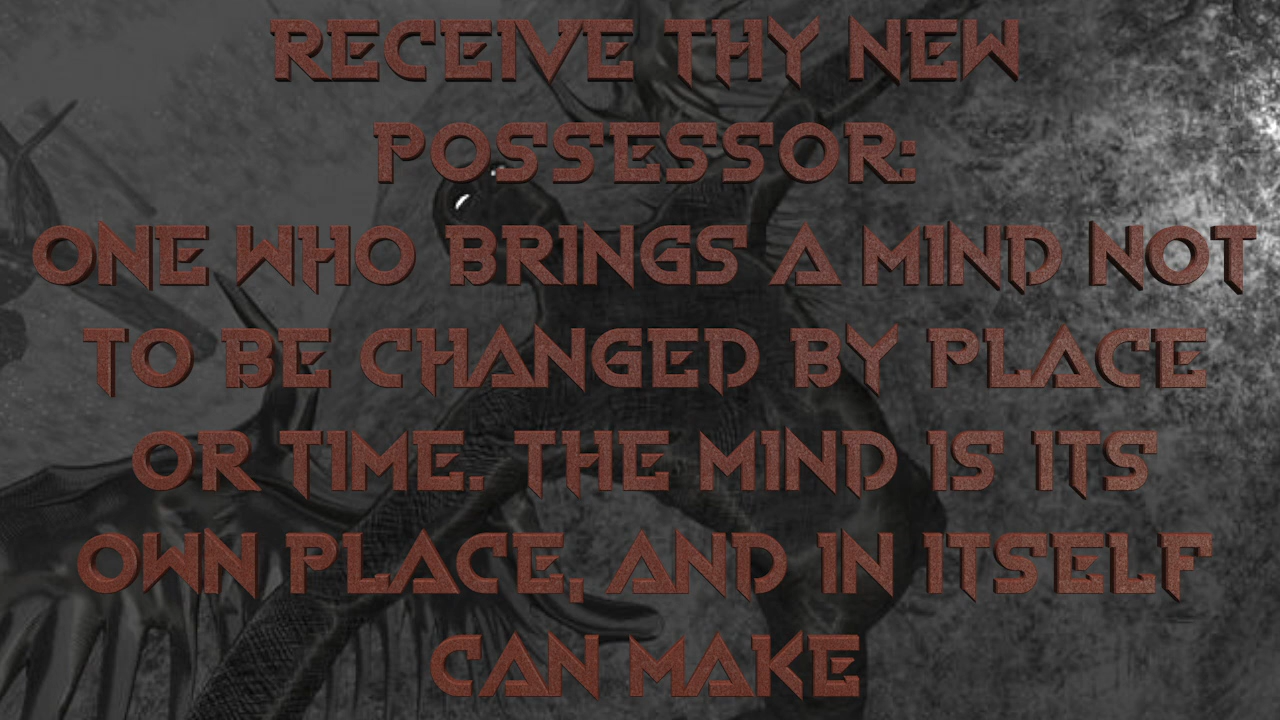 RECEIVE THY NEW
POSSESSOR:
ONE WHO BRINGS A MIND NOT
TO BE CHANGED BY PLACE
OR TIME. THE MIND IS ITS
OWN PLACE, AND IN ITSELF
CAN MAKE